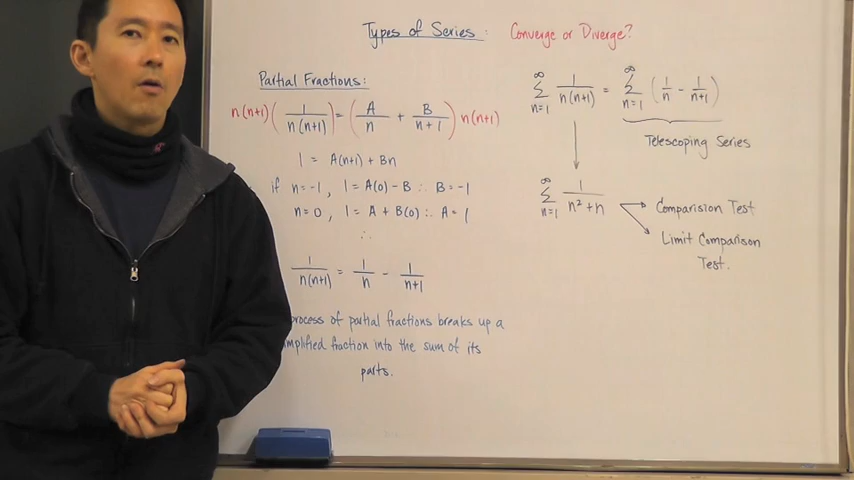 Types of Series: Converge or Diverge?
Partial Fractions:
n(n+1) ( 1/n(n+1) ) = ( A/n + B/n+1 ) n(n+1)
1 = A(n+1) + Bn
if n=-1, 1=A(0)-B ∴ B=-1
n=0, 1=A+B(0) ∴ A=1
∴
1/n(n+1) = 1/n - 1/n+1
process of partial fractions breaks up a
fraction into the sum of its
parts.
∞ Σ n=1 1/n(n+1) = ∞ Σ n=1 ( 1/n - 1/n+1 )
Telescoping Series
∞ Σ n=1 1/n²+n → Comparision Test
Limit Comparison
Test.